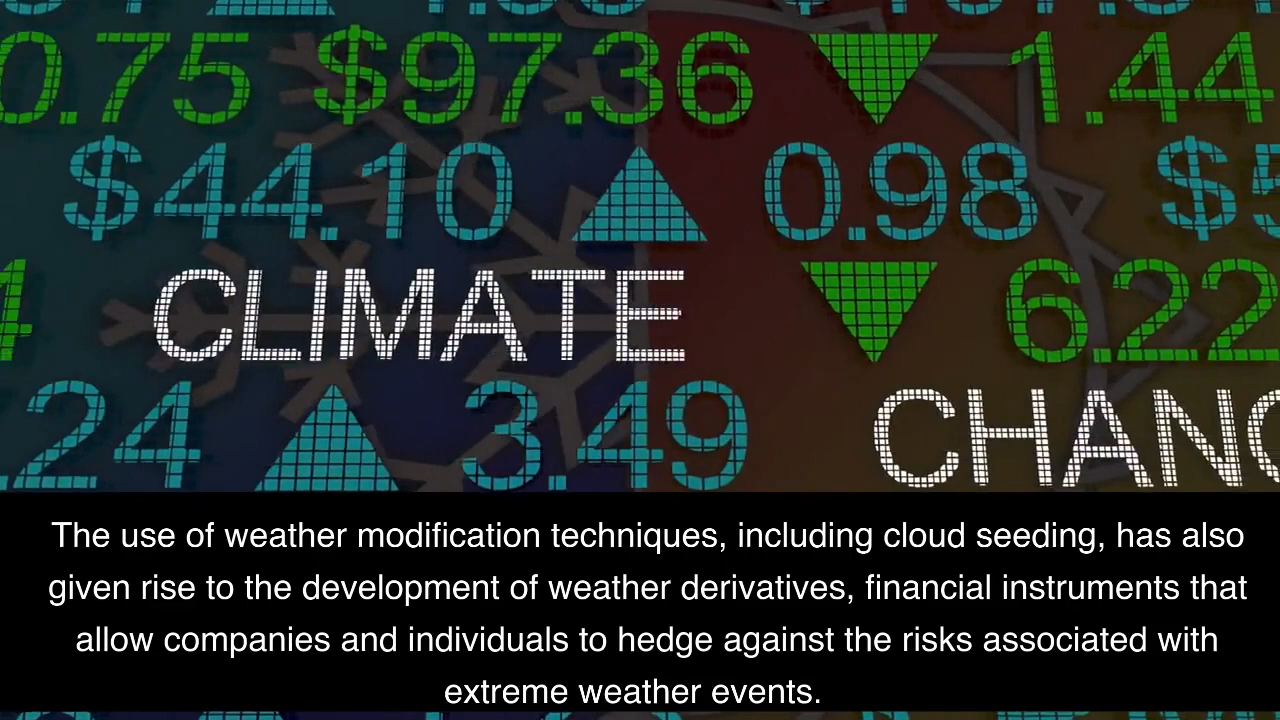 0.75 $97.36 ▼ 1.44
$44.10 ▲ 0.98 $5
CLIMATE ▼ 6.22
24 ▲ 3.49 CHANG
The use of weather modification techniques, including cloud seeding, has also
given rise to the development of weather derivatives, financial instruments that
allow companies and individuals to hedge against the risks associated with
extreme weather events.